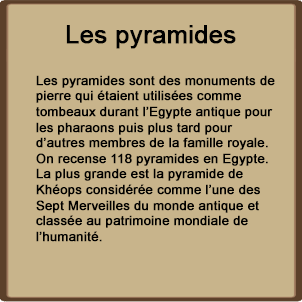 Les pyramides
Les pyramides sont des monuments de
pierre qui étaient utilisées comme
tombeaux durant l'Egypte antique pour
les pharaons puis plus tard pour
d'autres membres de la famille royale.
On recense 118 pyramides en Egypte.
La plus grande est la pyramide de
Khéops considérée comme l'une des
Sept Merveilles du monde antique et
classée au patrimoine mondiale de
l'humanité.